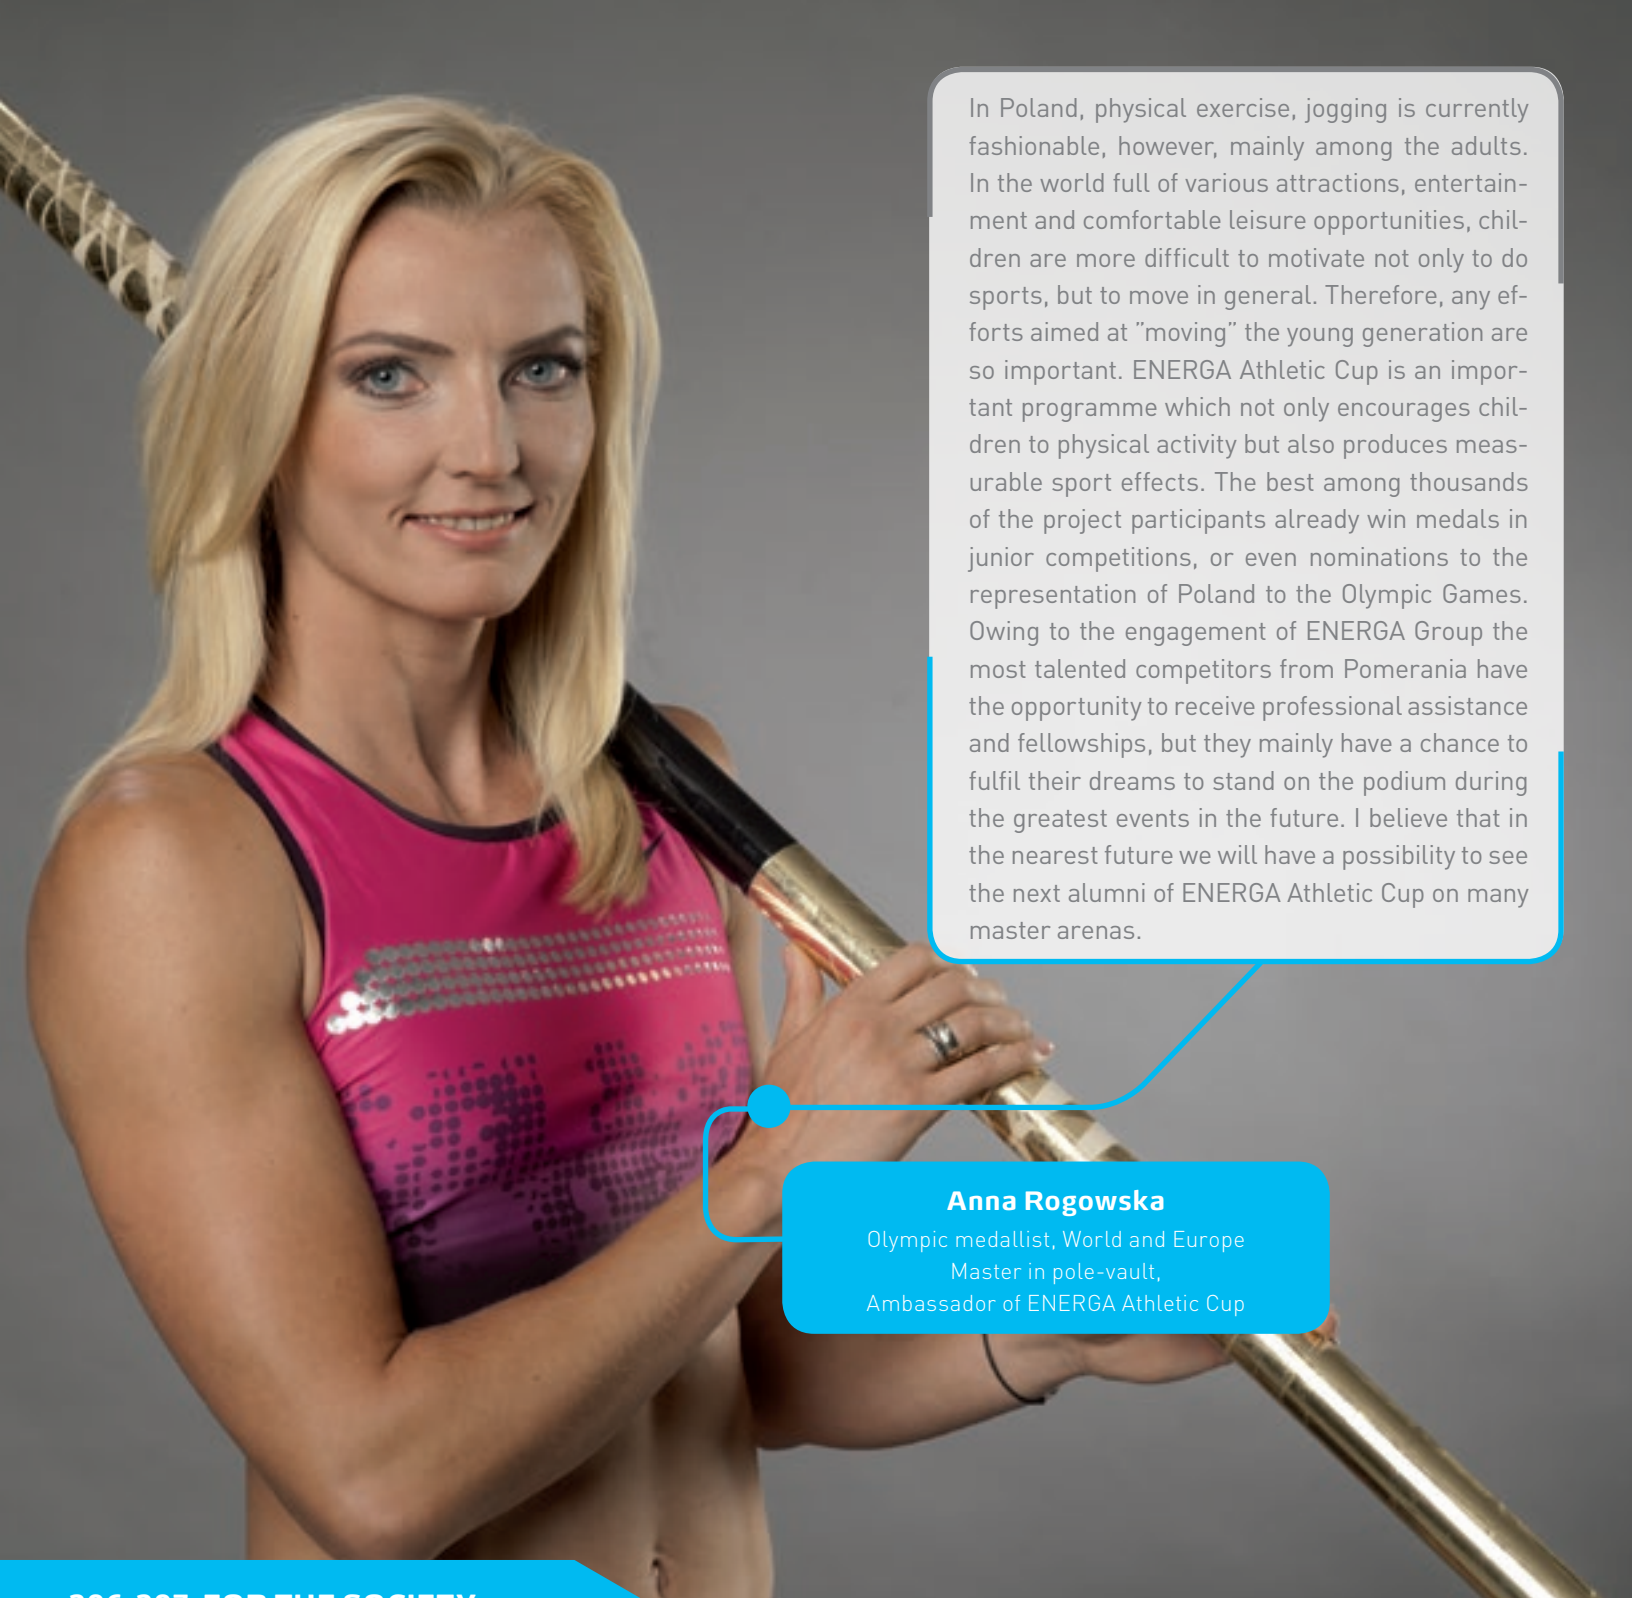 In Poland, physical exercise, jogging is currently
fashionable, however, mainly among the adults.
In the world full of various attractions, entertain-
ment and comfortable leisure opportunities, chil-
dren are more difficult to motivate not only to do
sports, but to move in general. Therefore, any ef-
forts aimed at ”moving” the young generation are
so important. ENERGA Athletic Cup is an impor-
tant programme which not only encourages chil-
dren to physical activity but also produces meas-
urable sport effects. The best among thousands
of the project participants already win medals in
junior competitions, or even nominations to the
representation of Poland to the Olympic Games.
Owing to the engagement of ENERGA Group the
most talented competitors from Pomerania have
the opportunity to receive professional assistance
and fellowships, but they mainly have a chance to
fulfil their dreams to stand on the podium during
the greatest events in the future. I believe that in
the nearest future we will have a possibility to see
the next alumni of ENERGA Athletic Cup on many
master arenas.
Anna Rogowska
Olympic medallist, World and Europe
Master in pole-vault,
Ambassador of ENERGA Athletic Cup
FOR THE SOCIETY